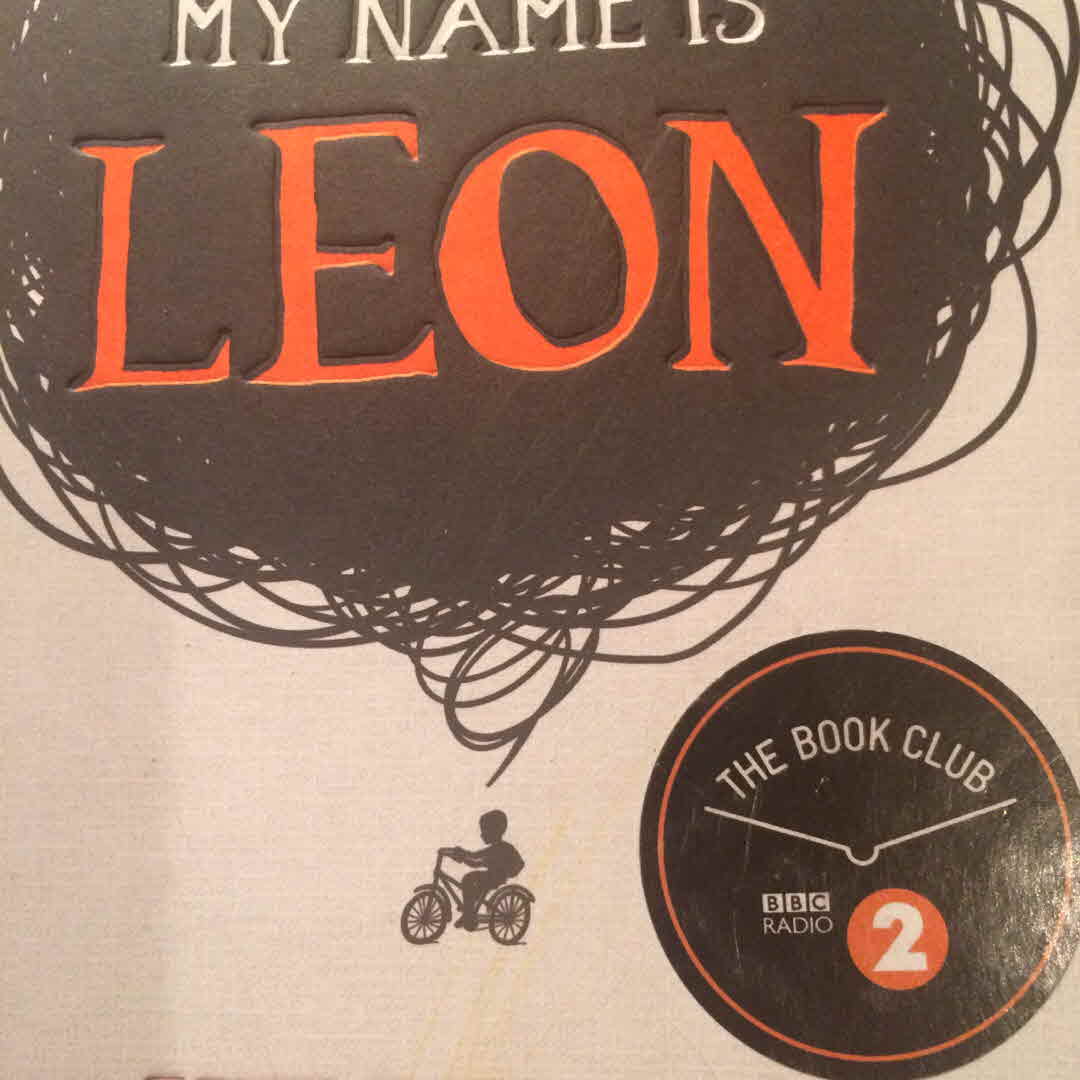 MY NAME IS
LEON
THE BOOK CLUB
BBC
RADIO
2